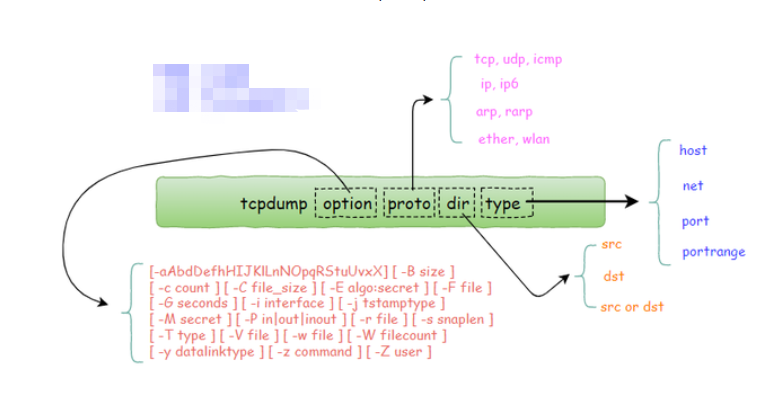 tcp, udp, icmp
ip, ip6
arp, rarp
ether, wlan
host
net
port
portrange
tcpdump option proto dir type
src
dst
src or dst
[-aAbdDefhHIJKlLnNOpqRStuUvxX] [ -B size ]
[ -c count ] [ -C file_size ] [ -E algo:secret ] [ -F file ]
[ -G seconds ] [ -i interface ] [ -j tstamptype ]
[ -M secret ] [ -P in|out|inout ] [ -r file ] [ -s snaplen ]
[ -T type ] [ -V file ] [ -w file ] [ -W filecount ]
[ -y datalinktype ] [ -z command ] [ -Z user ]